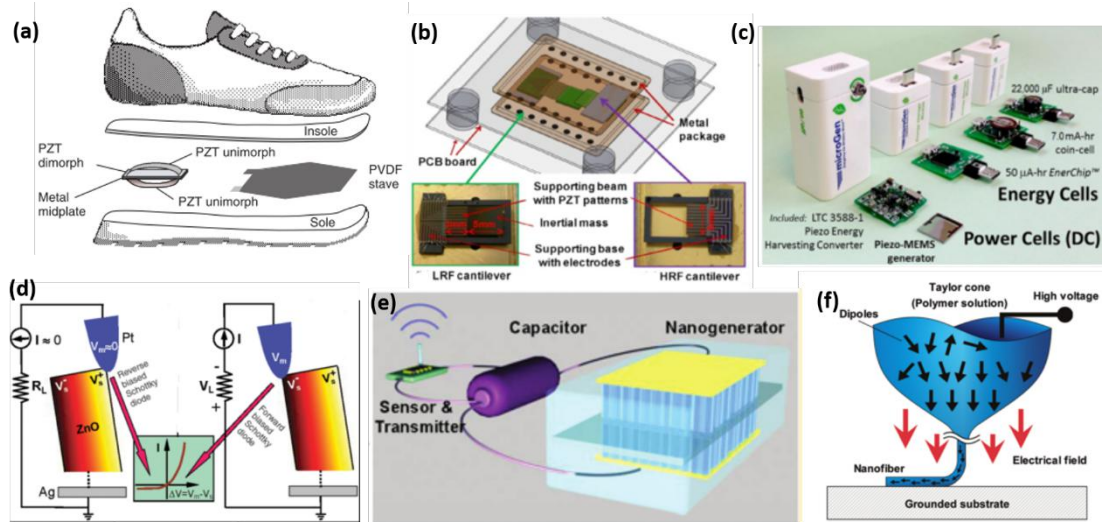 (a)
Insole
PZT
dimorph
PZT unimorph
Metal
midplate
PZT unimorph
PVDF
stave
Sole
(b)
Metal
package
PCB board
Supporting beam
with PZT patterns
Inertial mass
Supporting base
with electrodes
LRF cantilever
HRF cantilever
(c)
microGen
22,000 µF ultra-cap
7.0mA-hr
coin-cell
50 µA-hr EnerChip™
Energy Cells
Included: LTC 3588-1
Piezo Energy
Harvesting Converter
Piezo-MEMS
generator
Power Cells (DC)
(d)
I ≈ 0
Vm≈0
Pt
RL
Vs-
Vs+
ZnO
Ag
Reverse
biased
Schottky
diode
I
ΔV=Vm-Vs
I
Vm
VL
-
+
Vs-
Vs+
Forward
biased
Schottky
diode
(e)
Capacitor
Nanogenerator
Sensor &
Transmitter
(f)
Taylor cone
(Polymer solution)
High voltage
Dipoles
Nanofiber
Electrical field
Grounded substrate